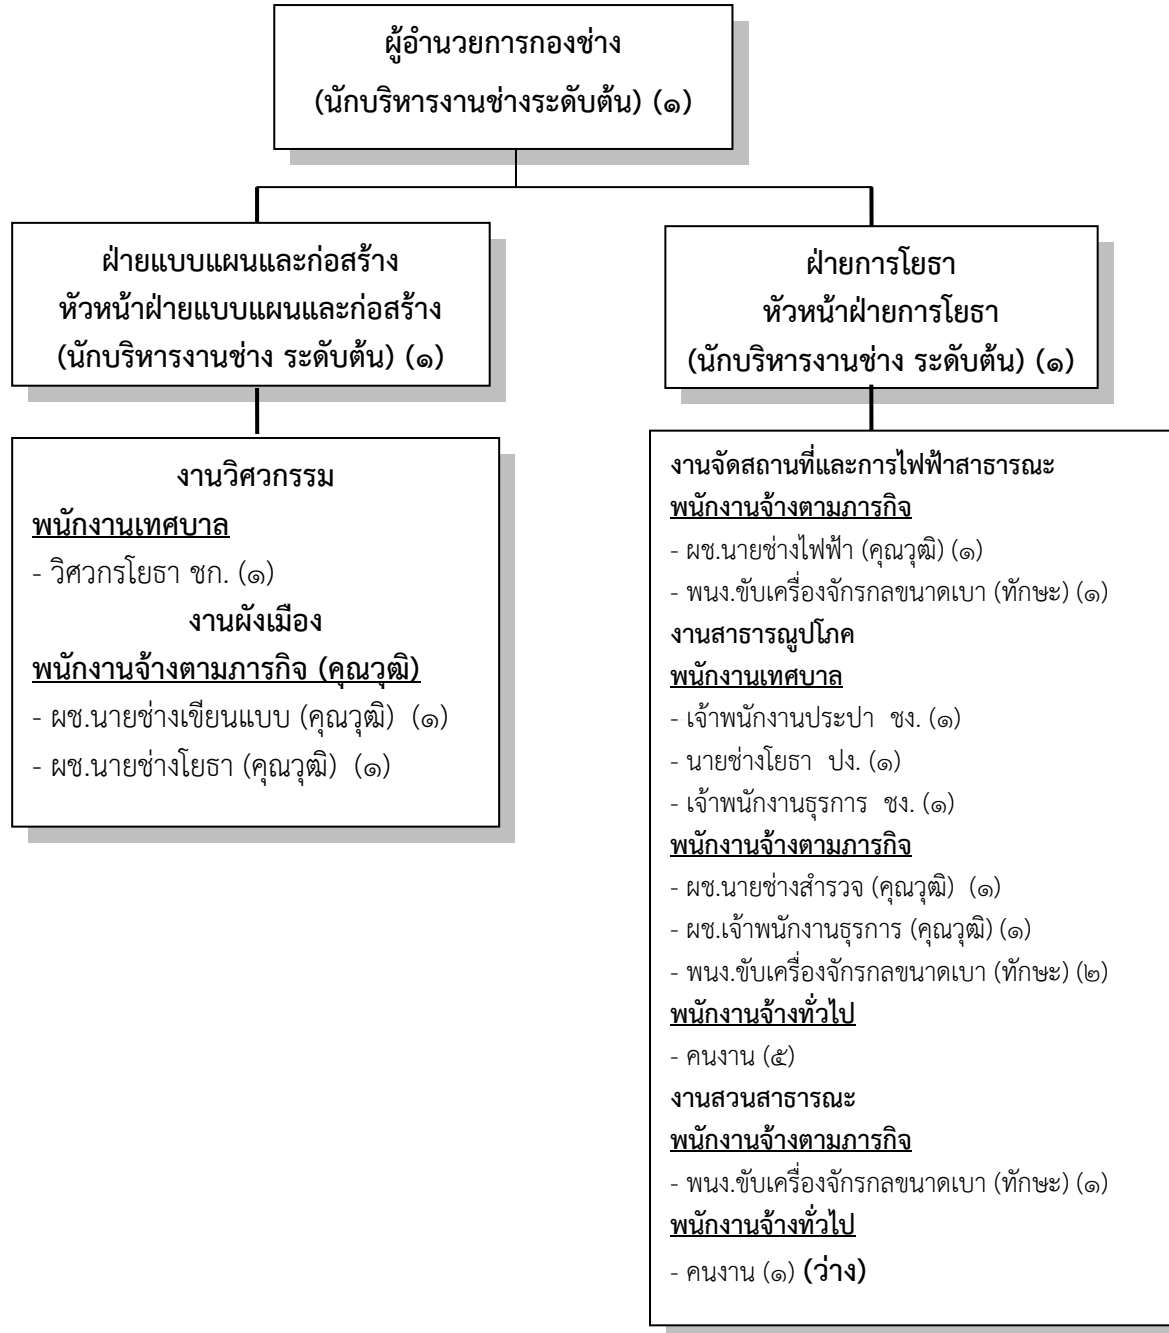 ผู้อำนวยการกองช่าง
(นักบริหารงานช่างระดับต้น) (๑)
ฝ่ายแบบแผนและก่อสร้าง
หัวหน้าฝ่ายแบบแผนและก่อสร้าง
(นักบริหารงานช่าง ระดับต้น) (๑)
งานวิศวกรรม
พนักงานเทศบาล
- วิศวกรโยธา ชก. (๑)
งานผังเมือง
พนักงานจ้างตามภารกิจ (คุณวุฒิ)
- ผช.นายช่างเขียนแบบ (คุณวุฒิ) (๑)
- ผช.นายช่างโยธา (คุณวุฒิ) (๑)
ฝ่ายการโยธา
หัวหน้าฝ่ายการโยธา
(นักบริหารงานช่าง ระดับต้น) (๑)
งานจัดสถานที่และการไฟฟ้าสาธารณะ
พนักงานจ้างตามภารกิจ
- ผช.นายช่างไฟฟ้า (คุณวุฒิ) (๑)
- พนง.ขับเครื่องจักรกลขนาดเบา (ทักษะ) (๑)
งานสาธารณูปโภค
พนักงานเทศบาล
- เจ้าพนักงานประปา ชง. (๑)
- นายช่างโยธา ปง. (๑)
- เจ้าพนักงานธุรการ ชง. (๑)
พนักงานจ้างตามภารกิจ
- ผช.นายช่างสำรวจ (คุณวุฒิ) (๑)
- ผช.เจ้าพนักงานธุรการ (คุณวุฒิ) (๑)
- พนง.ขับเครื่องจักรกลขนาดเบา (ทักษะ) (๒)
พนักงานจ้างทั่วไป
- คนงาน (๕)
งานสวนสาธารณะ
พนักงานจ้างตามภารกิจ
- พนง.ขับเครื่องจักรกลขนาดเบา (ทักษะ) (๑)
พนักงานจ้างทั่วไป
- คนงาน (๑) (ว่าง)